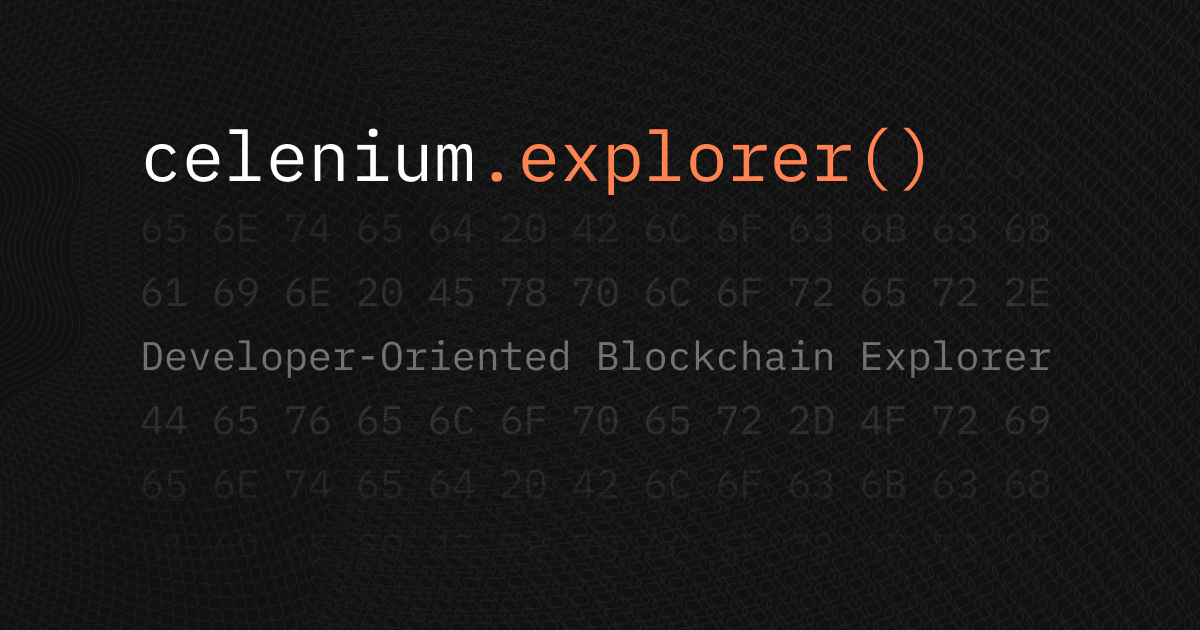 celenium.explorer()
65 6E 74 65 64 20 42 6C 6F 63 6B 63 68
61 69 6E 20 45 78 70 6C 6F 72 65 72 2E
Developer-Oriented Blockchain Explorer
44 65 76 65 6C 6F 70 65 72 2D 4F 72 69
65 6E 74 65 64 20 42 6C 6F 63 6B 63 68